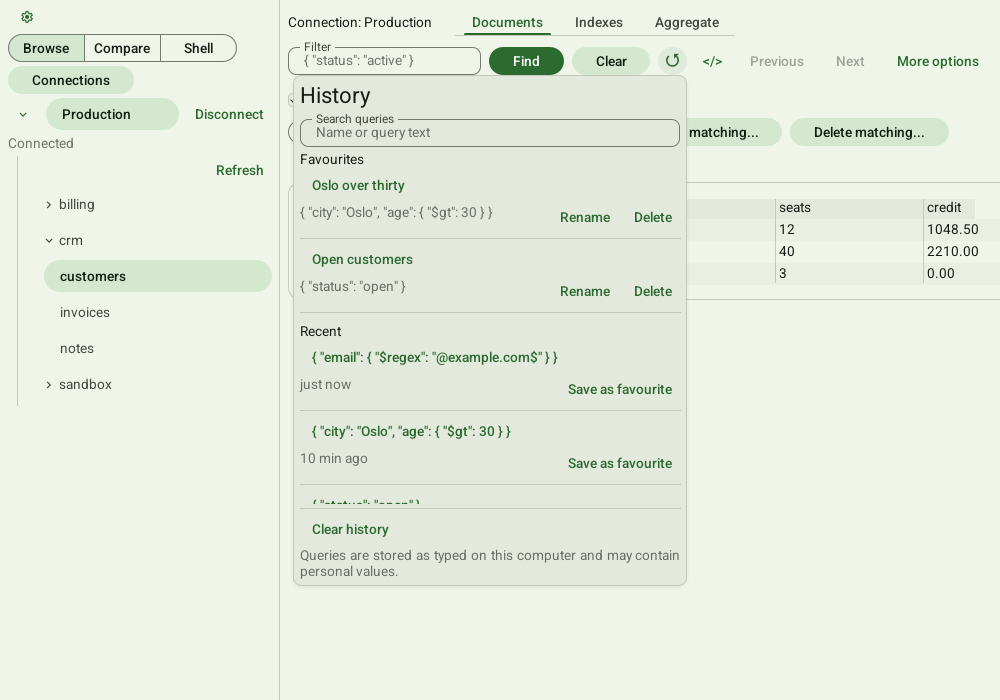 Browse Compare Shell
Connections
Production Disconnect
Connected
Refresh
billing
crm
customers
invoices
notes
sandbox
Connection: Production Documents Indexes Aggregate
Filter
{ "status": "active" } Find Clear </> Previous Next More options
matching... Delete matching...
seats credit
12 1048.50
40 2210.00
3 0.00
History
Search queries
Name or query text
Favourites
Oslo over thirty
{ "city": "Oslo", "age": { "$gt": 30 } } Rename Delete
Open customers
{ "status": "open" } Rename Delete
Recent
{ "email": { "$regex": "@example.com$" } }
just now Save as favourite
{ "city": "Oslo", "age": { "$gt": 30 } }
10 min ago Save as favourite
{ "status": "open" }
Clear history
Queries are stored as typed on this computer and may contain
personal values.